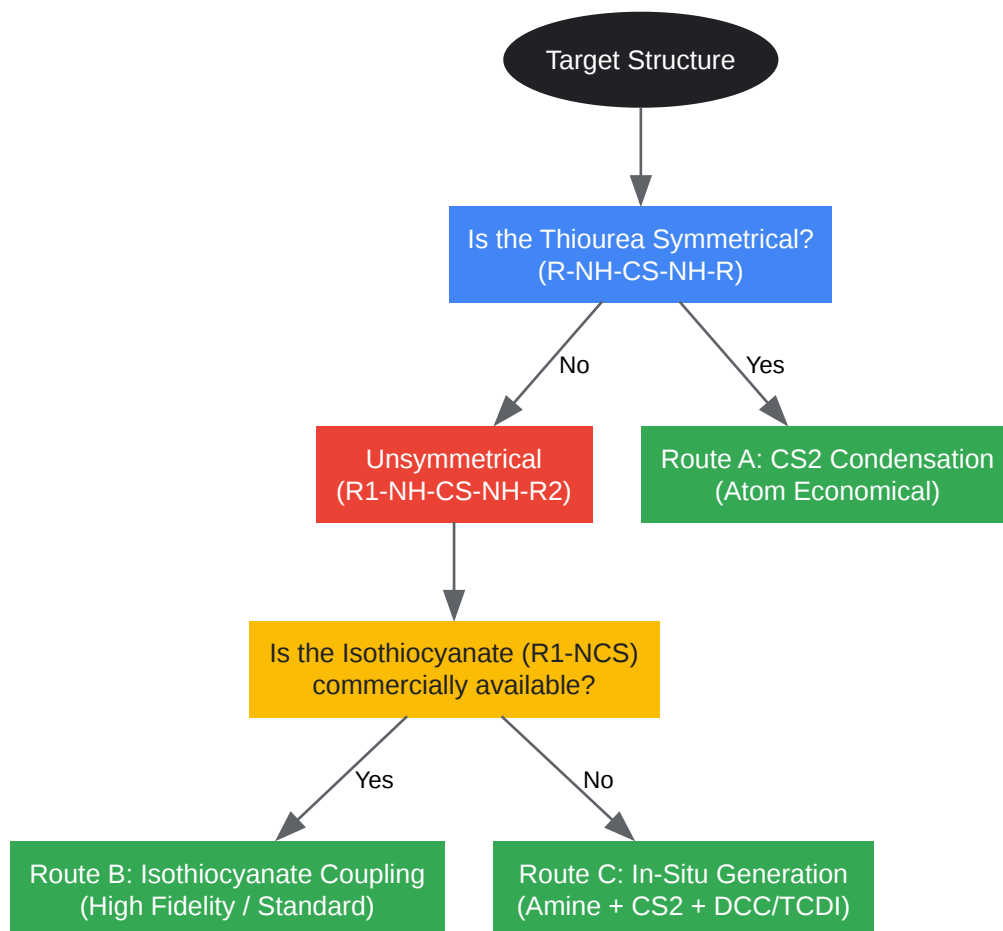 Target Structure
Is the Thiourea Symmetrical?
(R-NH-CS-NH-R)
No
Yes
Unsymmetrical
(R1-NH-CS-NH-R2)
Route A: CS2 Condensation
(Atom Economical)
Is the Isothiocyanate (R1-NCS)
commercially available?
Yes
No
Route B: Isothiocyanate Coupling
(High Fidelity / Standard)
Route C: In-Situ Generation
(Amine + CS2 + DCC/TCDI)